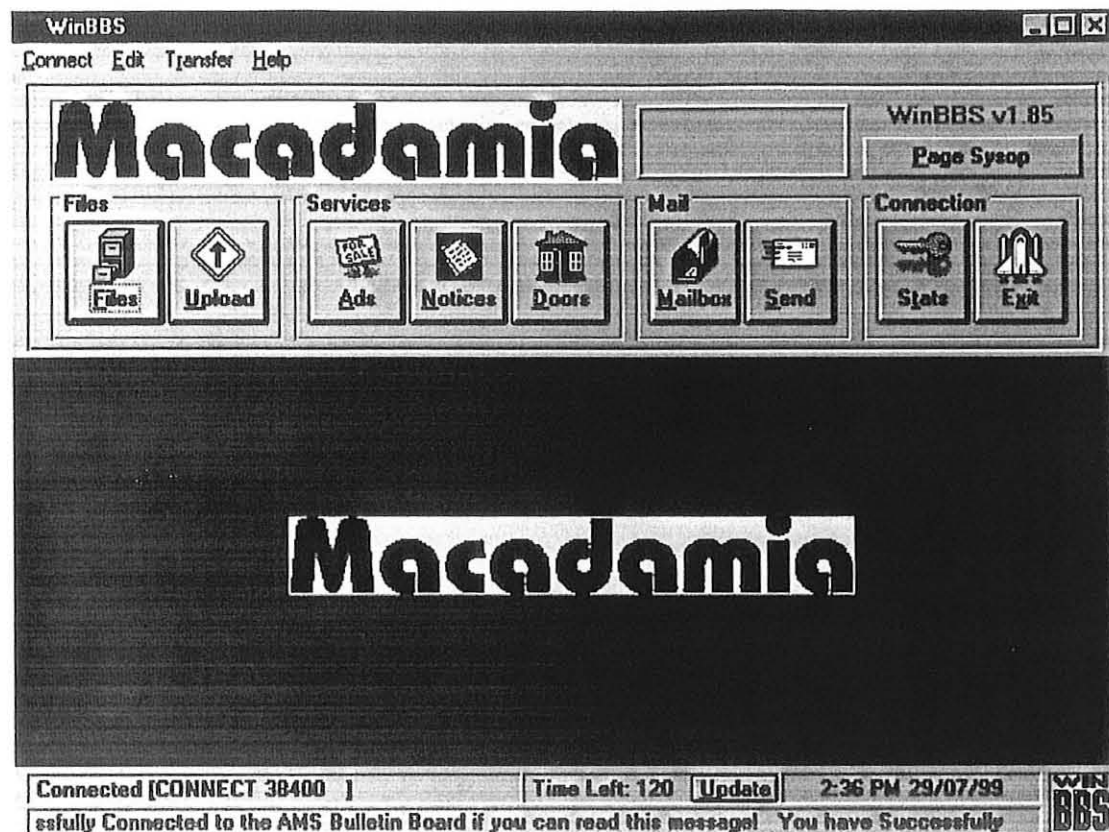 WinBBS
Connect Edit Transfer Help
Macadamia
WinBBS v1.85
Page Sysop
Files Services Mail Connection
FOR SALE
Files Upload Ads Notices Doors Mailbox Send Stats Exit
Macadamia
Connected [CONNECT 38400 ] Time Left: 120 Update 2:36 PM 29/07/99
WIN BBS
ssfully Connected to the AMS Bulletin Board if you can read this message! You have Successfully